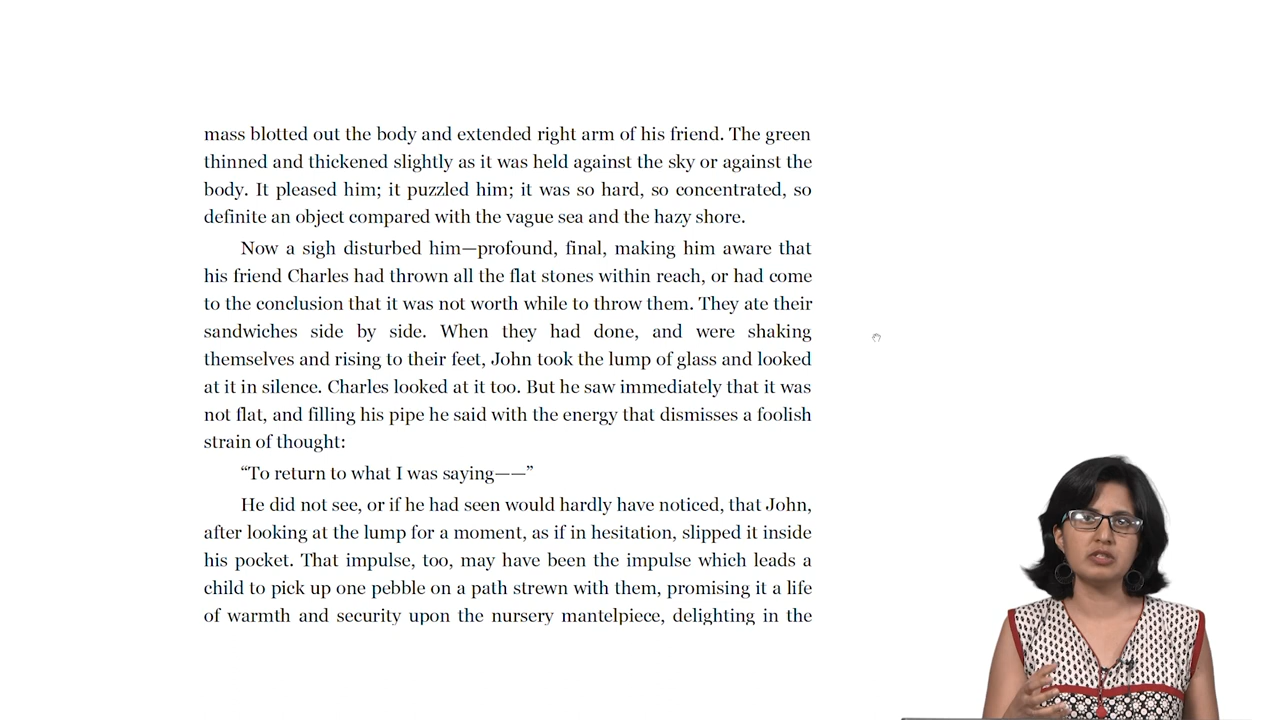 mass blotted out the body and extended right arm of his friend. The green
thinned and thickened slightly as it was held against the sky or against the
body. It pleased him; it puzzled him; it was so hard, so concentrated, so
definite an object compared with the vague sea and the hazy shore.
Now a sigh disturbed him—profound, final, making him aware that
his friend Charles had thrown all the flat stones within reach, or had come
to the conclusion that it was not worth while to throw them. They ate their
sandwiches side by side. When they had done, and were shaking
themselves and rising to their feet, John took the lump of glass and looked
at it in silence. Charles looked at it too. But he saw immediately that it was
not flat, and filling his pipe he said with the energy that dismisses a foolish
strain of thought:
“To return to what I was saying——”
He did not see, or if he had seen would hardly have noticed, that John,
after looking at the lump for a moment, as if in hesitation, slipped it inside
his pocket. That impulse, too, may have been the impulse which leads a
child to pick up one pebble on a path strewn with them, promising it a life
of warmth and security upon the nursery mantelpiece, delighting in the